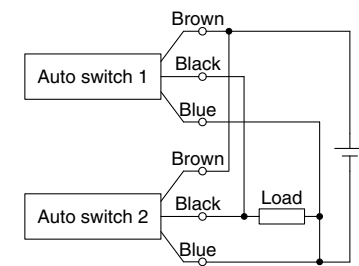 Brown
Black
Auto switch 1
Blue
Brown
Black
Load
Auto switch 2
Blue